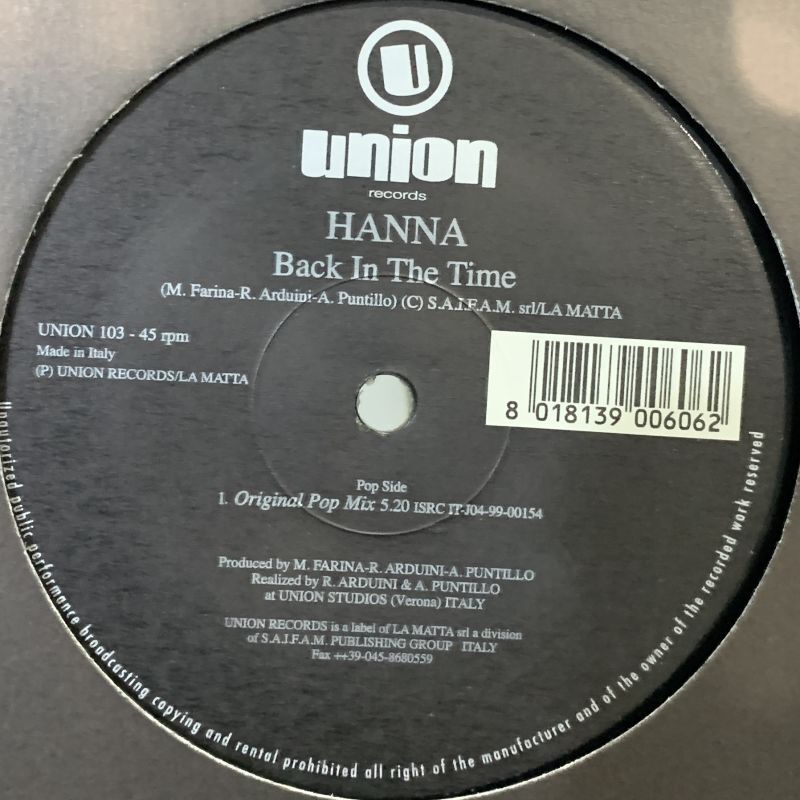 U
union
records
HANNA
Back In The Time
(M. Farina-R. Arduini-A. Puntillo) (C) S.A.I.F.A.M. srl/LA MATTA
UNION 103 - 45 rpm
Made in Italy
(P) UNION RECORDS/LA MATTA
8 018139 006062
Pop Side
1. Original Pop Mix 5.20 ISRC IT-J04-99-00154
Produced by M. FARINA-R. ARDUINI-A. PUNTILLO
Realized by R. ARDUINI & A. PUNTILLO
at UNION STUDIOS (Verona) ITALY
UNION RECORDS is a label of LA MATTA srl a division
of S.A.I.F.A.M. PUBLISHING GROUP ITALY
Fax ++39-045-8680559
Unautorized public performance broadcasting copying and rental prohibited all right of the manufacturer and of the owner of the recorded work reserved